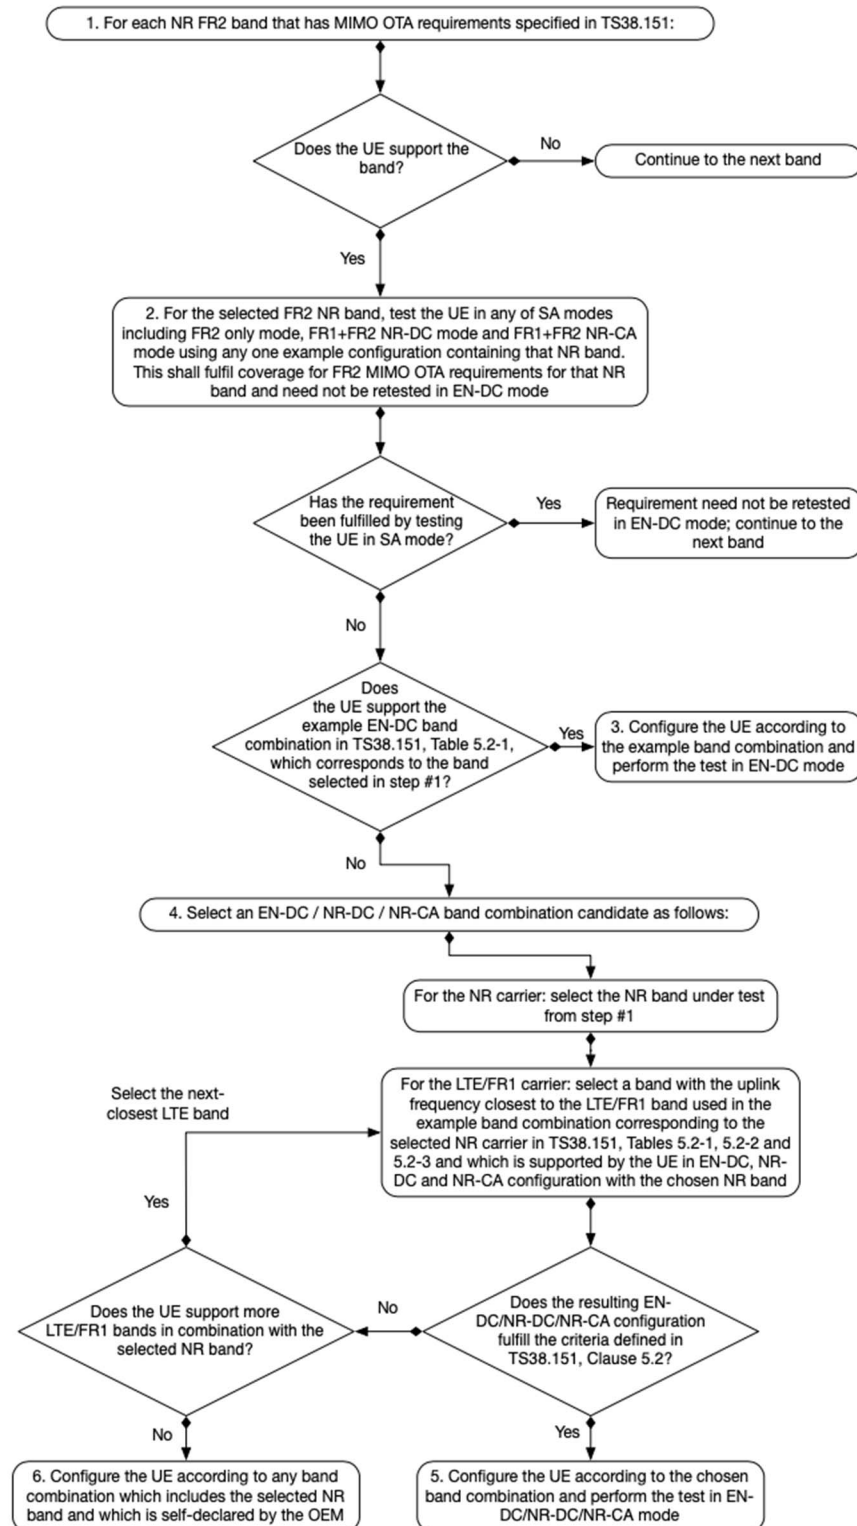 1. For each NR FR2 band that has MIMO OTA requirements specified in TS38.151:
Does the UE support the
band?
No
Continue to the next band
Yes
2. For the selected FR2 NR band, test the UE in any of SA modes
including FR2 only mode, FR1+FR2 NR-DC mode and FR1+FR2 NR-CA
mode using any one example configuration containing that NR band.
This shall fulfil coverage for FR2 MIMO OTA requirements for that NR
band and need not be retested in EN-DC mode
Has the requirement
been fulfilled by testing
the UE in SA mode?
Yes
Requirement need not be retested
in EN-DC mode; continue to the
next band
No
Does
the UE support the
example EN-DC band
combination in TS38.151, Table 5.2-1,
which corresponds to the band
selected in step #1?
Yes
3. Configure the UE according to
the example band combination and
perform the test in EN-DC mode
No
4. Select an EN-DC / NR-DC / NR-CA band combination candidate as follows:
For the NR carrier: select the NR band under test
from step #1
For the LTE/FR1 carrier: select a band with the uplink
frequency closest to the LTE/FR1 band used in the
example band combination corresponding to the
selected NR carrier in TS38.151, Tables 5.2-1, 5.2-2 and
5.2-3 and which is supported by the UE in EN-DC, NR-
DC and NR-CA configuration with the chosen NR band
Select the next-
closest LTE band
Yes
Does the UE support more
LTE/FR1 bands in combination with the
selected NR band?
No
Does the resulting EN-
DC/NR-DC/NR-CA configuration
fulfill the criteria defined in
TS38.151, Clause 5.2?
No
Yes
6. Configure the UE according to any band
combination which includes the selected NR
band and which is self-declared by the OEM
5. Configure the UE according to the chosen
band combination and perform the test in EN-
DC/NR-DC/NR-CA mode